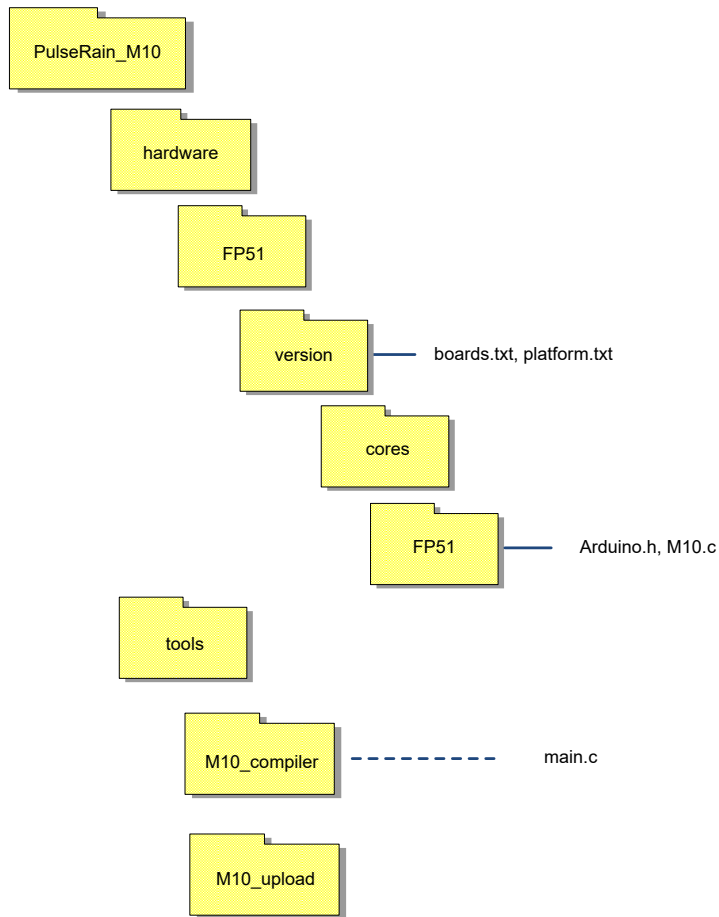 PulseRain_M10
hardware
FP51
version
boards.txt, platform.txt
cores
FP51
Arduino.h, M10.c
tools
M10_compiler
main.c
M10_upload